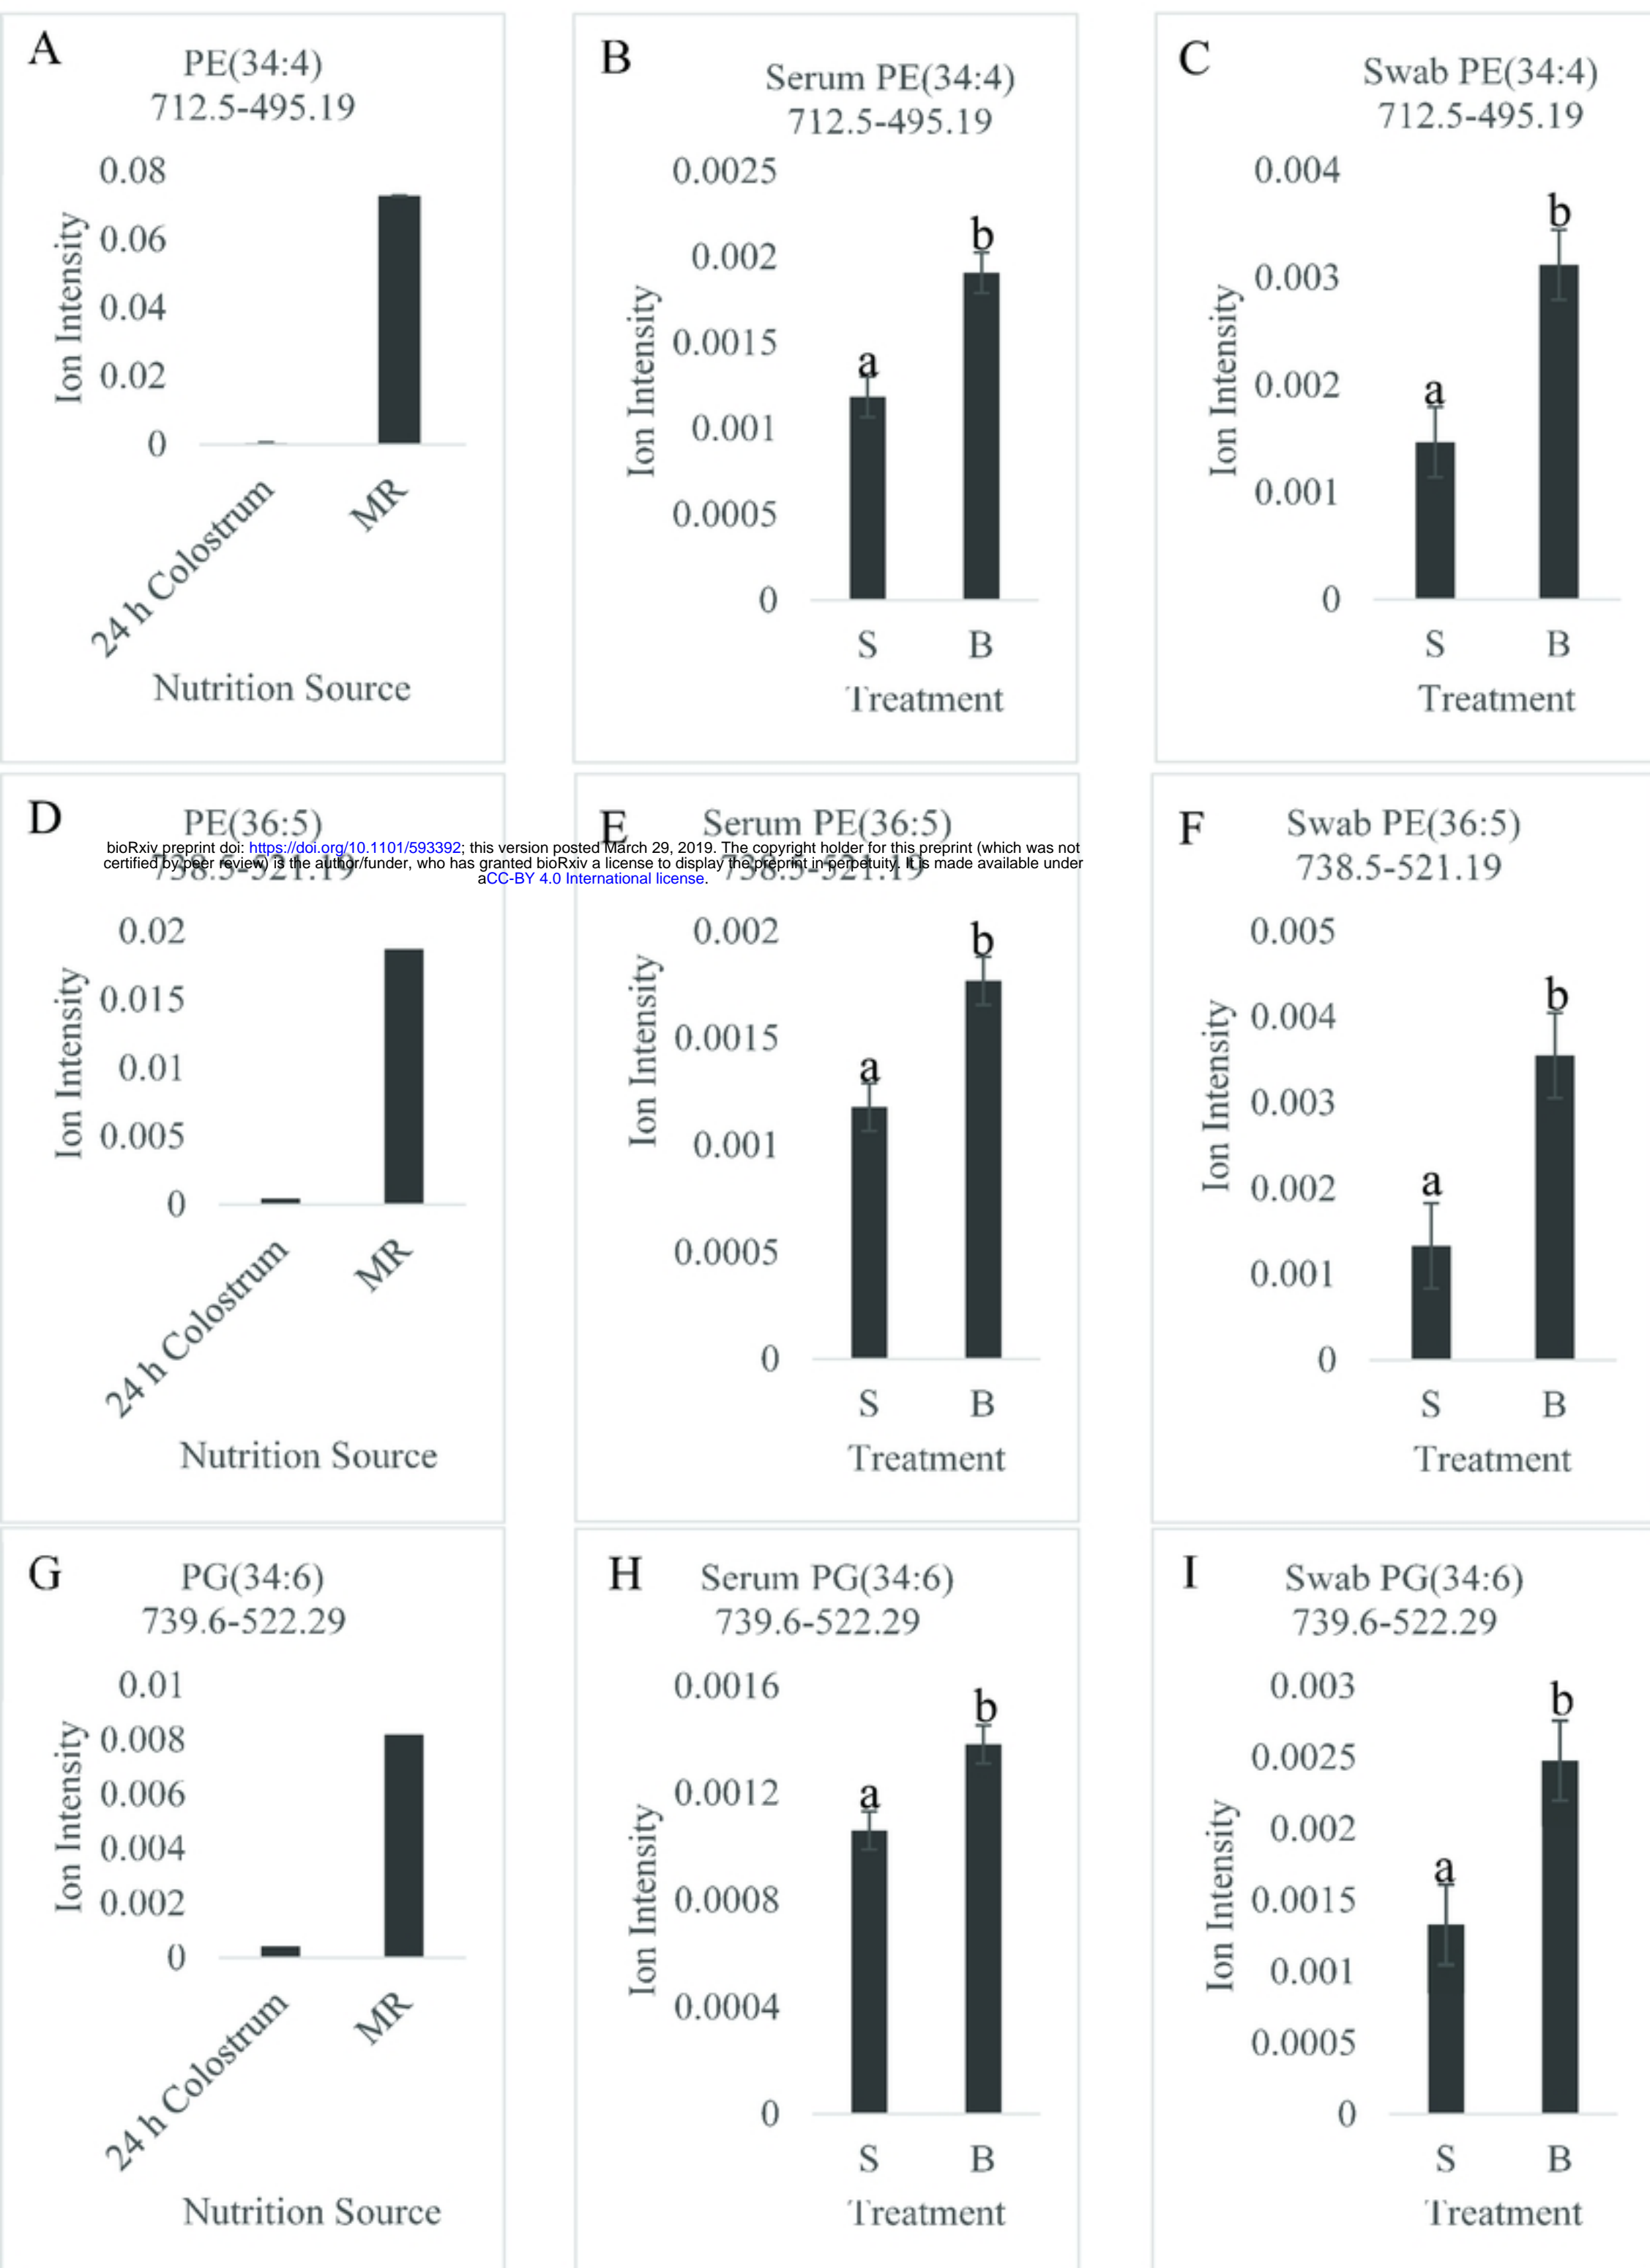 A
PE(34:4)
712.5-495.19
0.08
0.06
0.04
0.02
0
Ion Intensity
24 h Colostrum
MR
Nutrition Source
B
Serum PE(34:4)
712.5-495.19
0.0025
0.002
0.0015
0.001
0.0005
0
Ion Intensity
a
b
S
B
Treatment
C
Swab PE(34:4)
712.5-495.19
0.004
0.003
0.002
0.001
0
Ion Intensity
a
b
S
B
Treatment
bioRxiv preprint doi: https://doi.org/10.1101/593392; this version posted March 29, 2019. The copyright holder for this preprint (which was not
certified by peer review) is the author/funder, who has granted bioRxiv a license to display the preprint in perpetuity. It is made available under
aCC-BY 4.0 International license.
D
PE(36:5)
738.5-521.19
0.02
0.015
0.01
0.005
0
Ion Intensity
24 h Colostrum
MR
Nutrition Source
E
Serum PE(36:5)
738.5-521.19
0.002
0.0015
0.001
0.0005
0
Ion Intensity
a
b
S
B
Treatment
F
Swab PE(36:5)
738.5-521.19
0.005
0.004
0.003
0.002
0.001
0
Ion Intensity
a
b
S
B
Treatment
G
PG(34:6)
739.6-522.29
0.01
0.008
0.006
0.004
0.002
0
Ion Intensity
24 h Colostrum
MR
Nutrition Source
H
Serum PG(34:6)
739.6-522.29
0.0016
0.0012
0.0008
0.0004
0
Ion Intensity
a
b
S
B
Treatment
I
Swab PG(34:6)
739.6-522.29
0.003
0.0025
0.002
0.0015
0.001
0.0005
0
Ion Intensity
a
b
S
B
Treatment